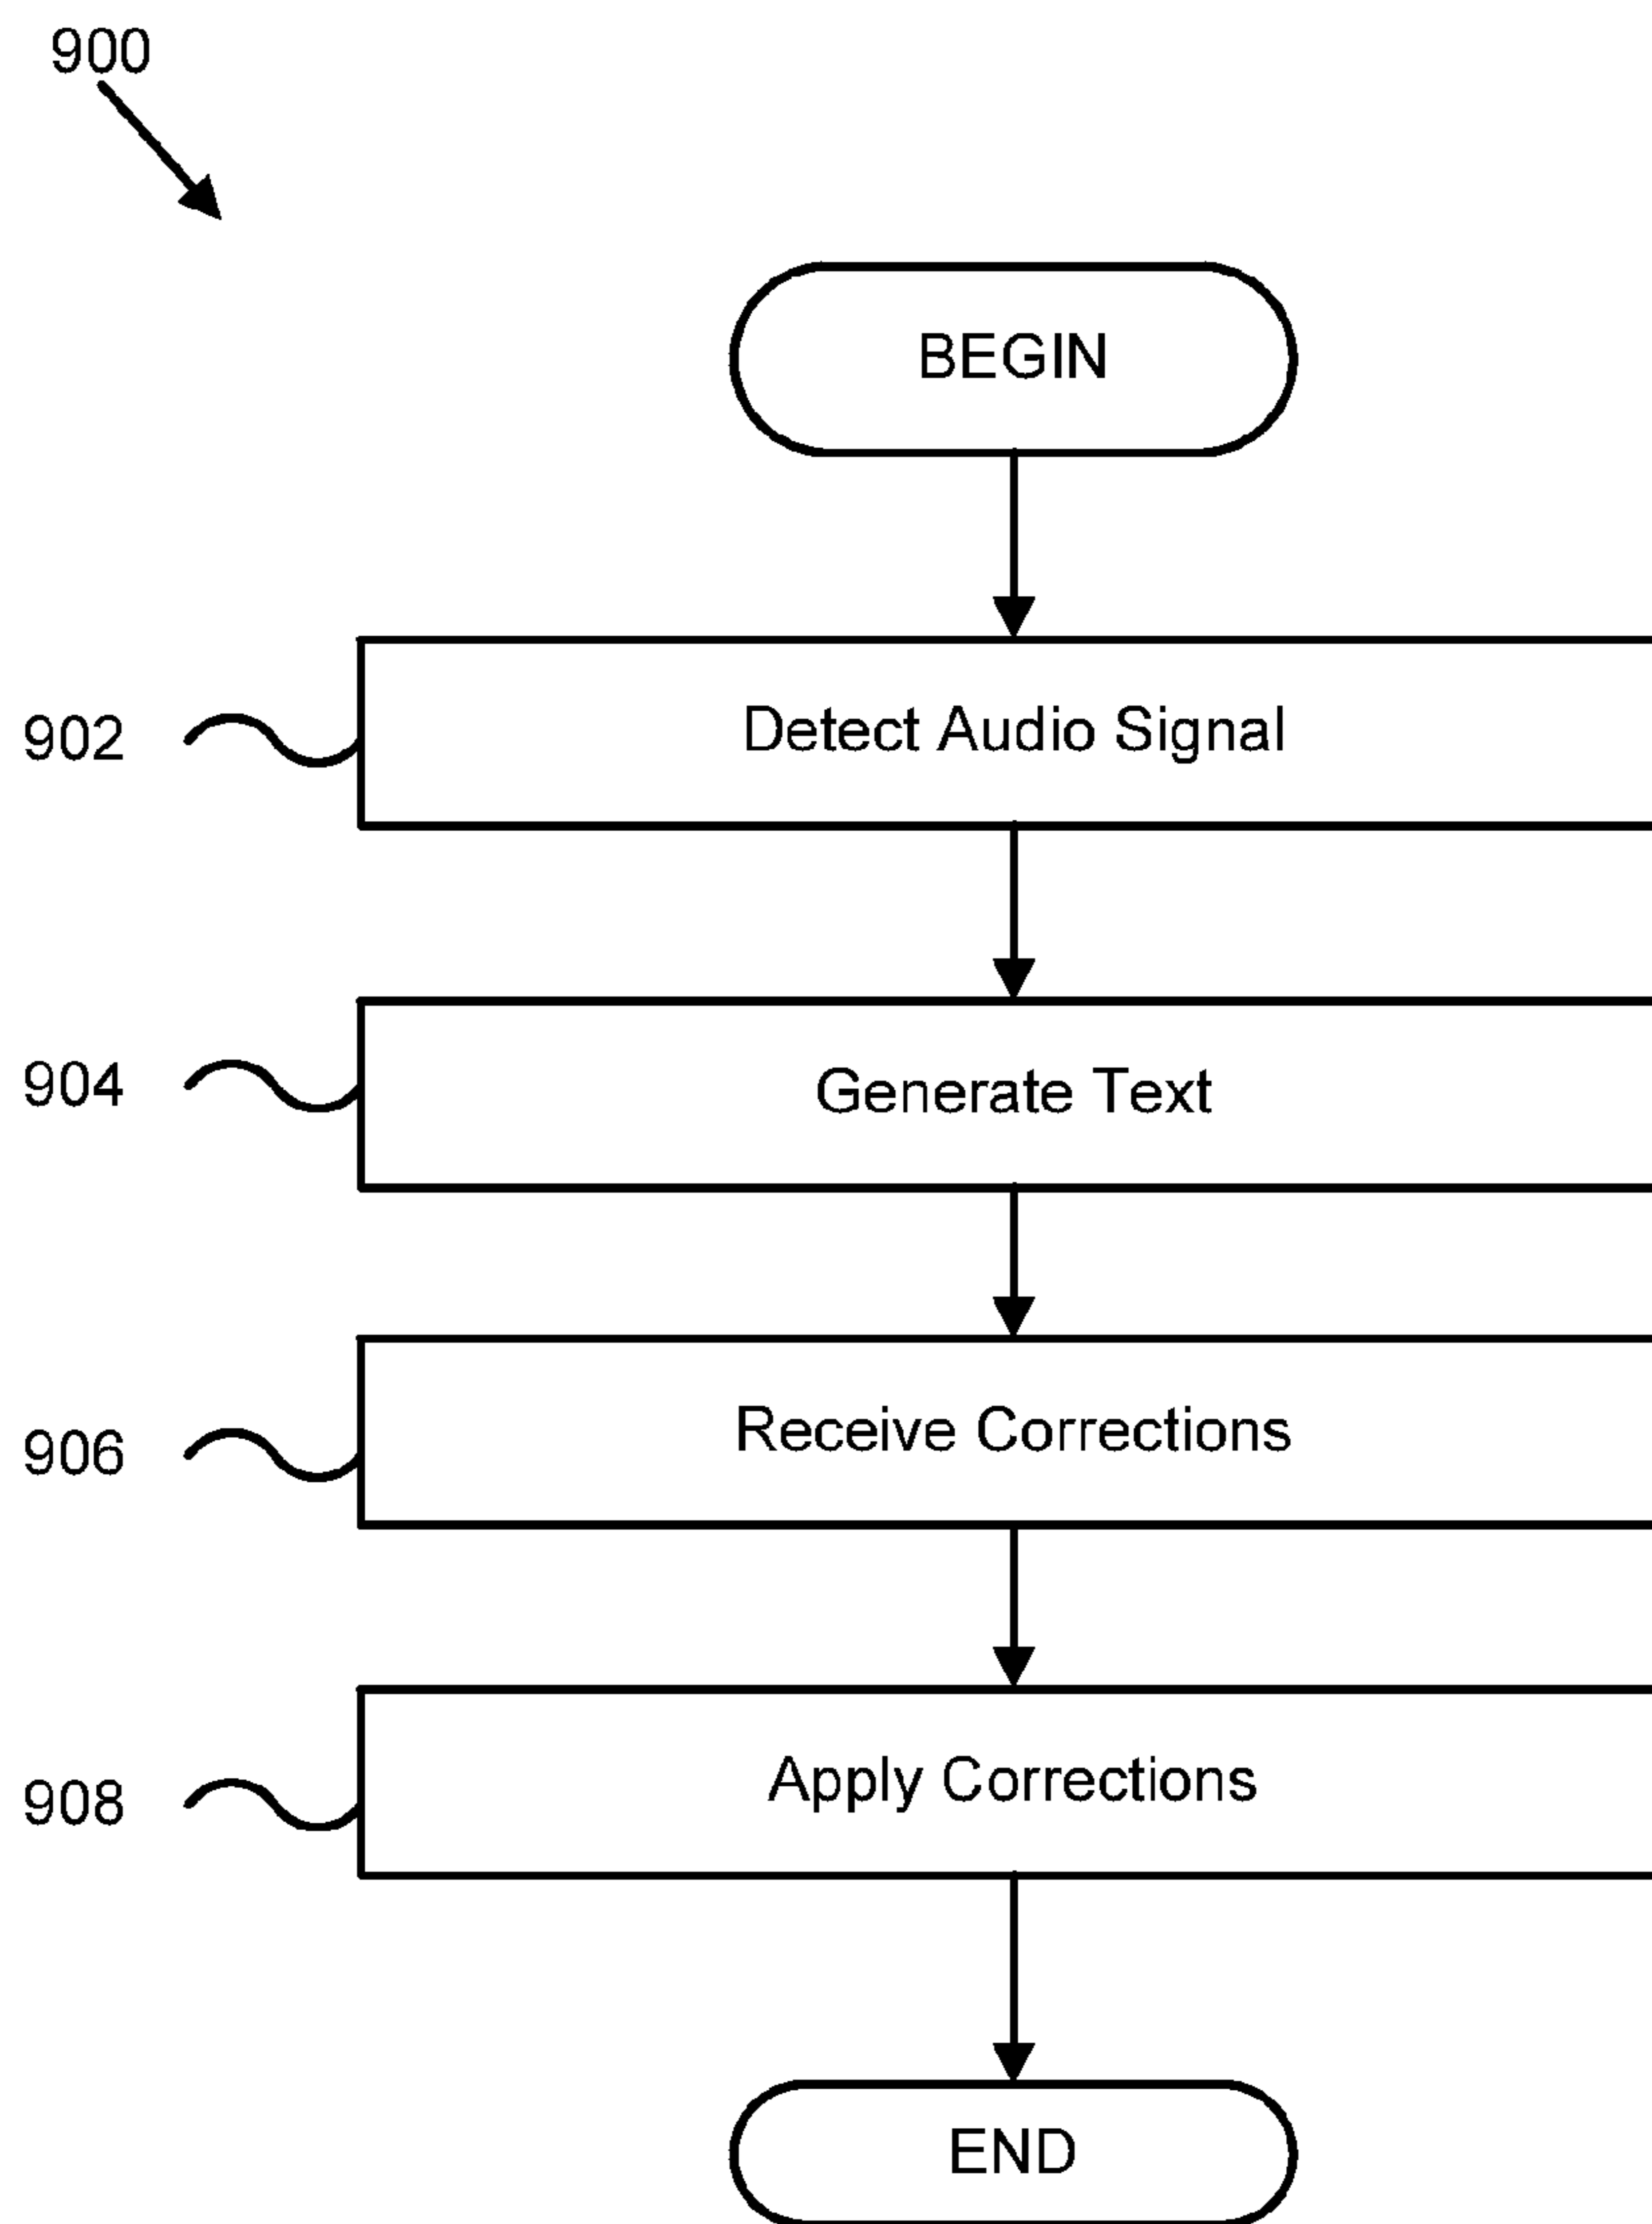 900
BEGIN
902
Detect Audio Signal
904
Generate Text
906
Receive Corrections
908
Apply Corrections
END